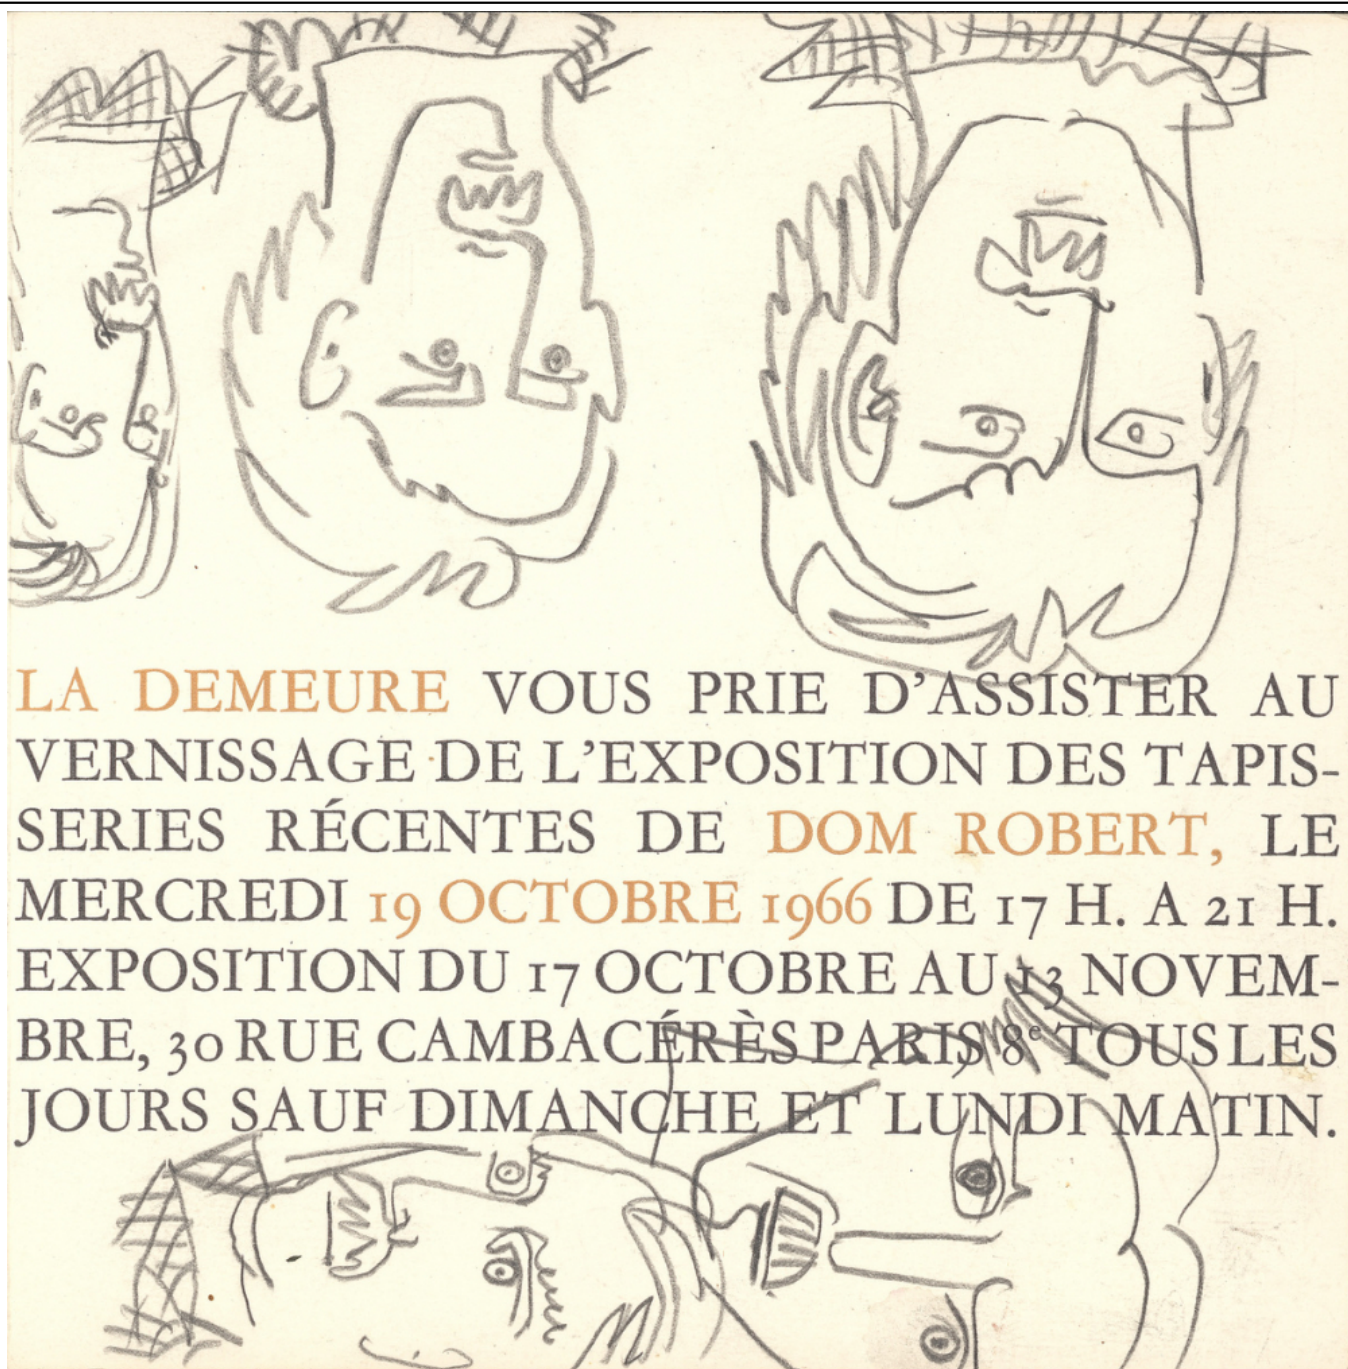 LA DEMEURE VOUS PRIE D'ASSISTER AU
VERNISSAGE DE L'EXPOSITION DES TAPIS-
SERIES RÉCENTES DE DOM ROBERT, LE
MERCREDI 19 OCTOBRE 1966 DE 17 H. A 21 H.
EXPOSITION DU 17 OCTOBRE AU 13 NOVEM-
BRE, 30 RUE CAMBACÉRÈS PARIS 8e TOUS LES
JOURS SAUF DIMANCHE ET LUNDI MATIN.